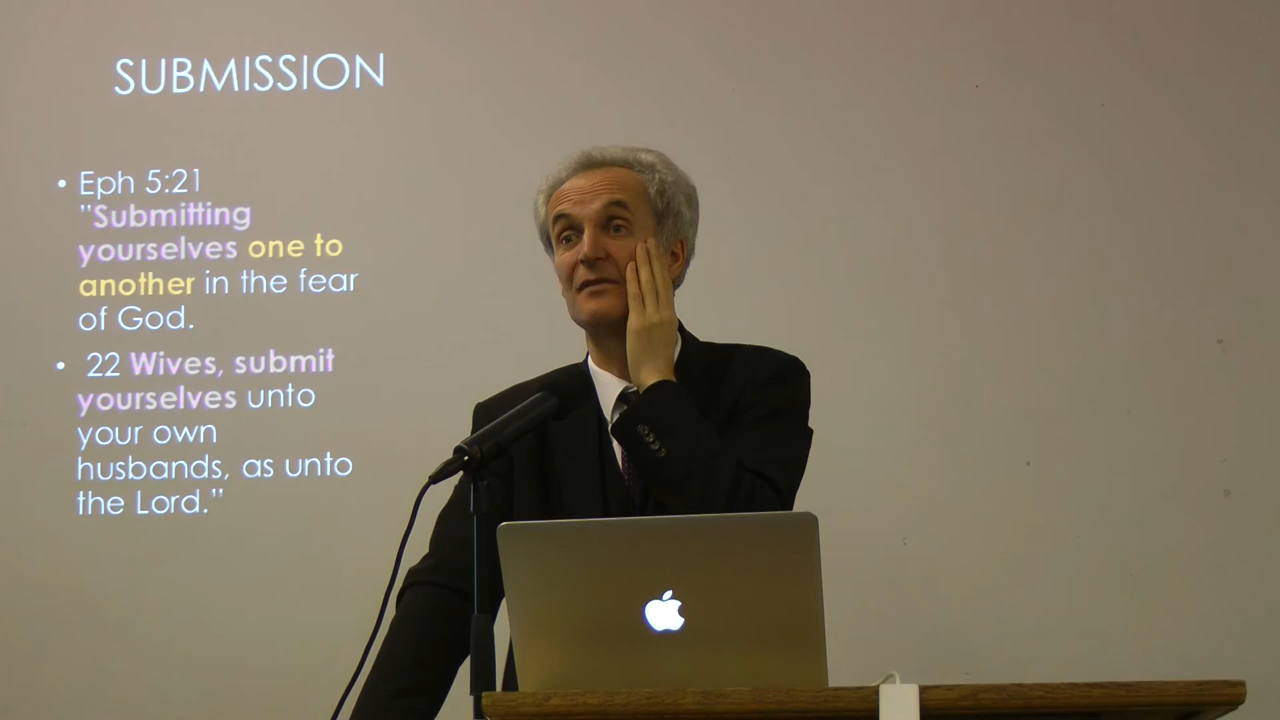 SUBMISSION
• Eph 5:21
"Submitting
yourselves one to
another in the fear
of God.
• 22 Wives, submit
yourselves unto
your own
husbands, as unto
the Lord."